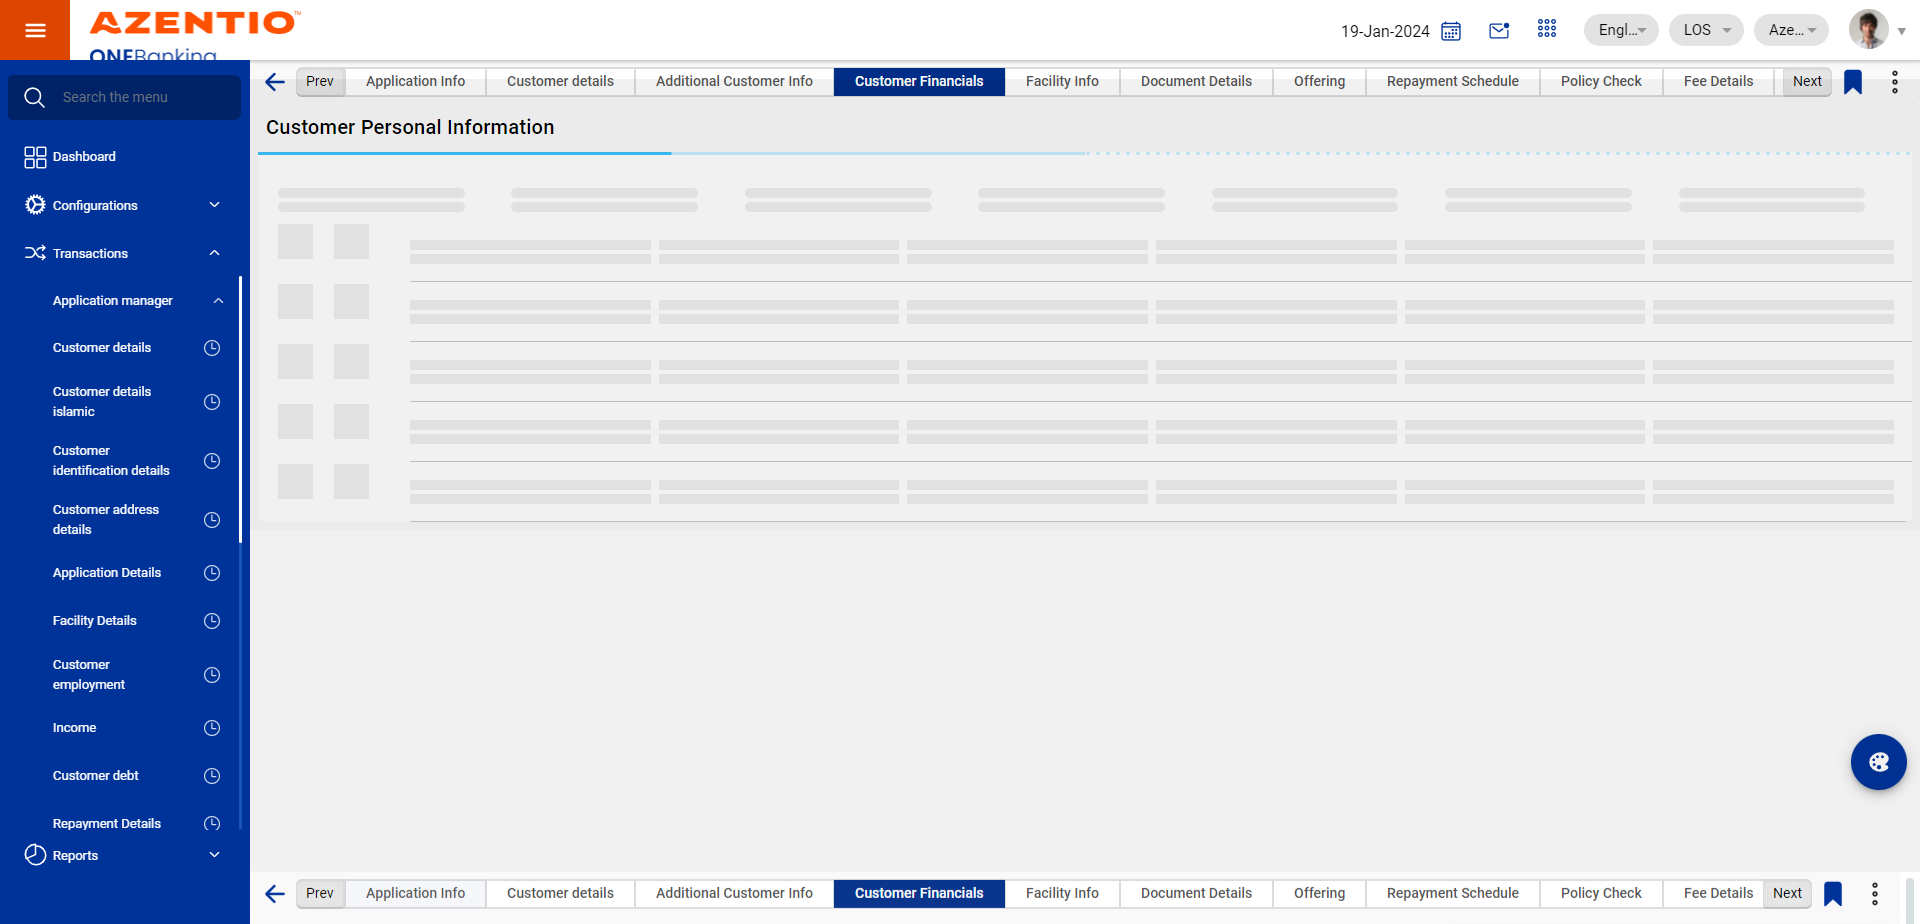 AZENTIO™
ONEBanking
19-Jan-2024
Engl...
LOS
Aze...
Search the menu
Dashboard
Configurations
Transactions
Application manager
Customer details
Customer details
islamic
Customer
identification details
Customer address
details
Application Details
Facility Details
Customer
employment
Income
Customer debt
Repayment Details
Reports
Prev Application Info Customer details Additional Customer Info Customer Financials Facility Info Document Details Offering Repayment Schedule Policy Check Fee Details Next
Customer Personal Information
Prev Application Info Customer details Additional Customer Info Customer Financials Facility Info Document Details Offering Repayment Schedule Policy Check Fee Details Next